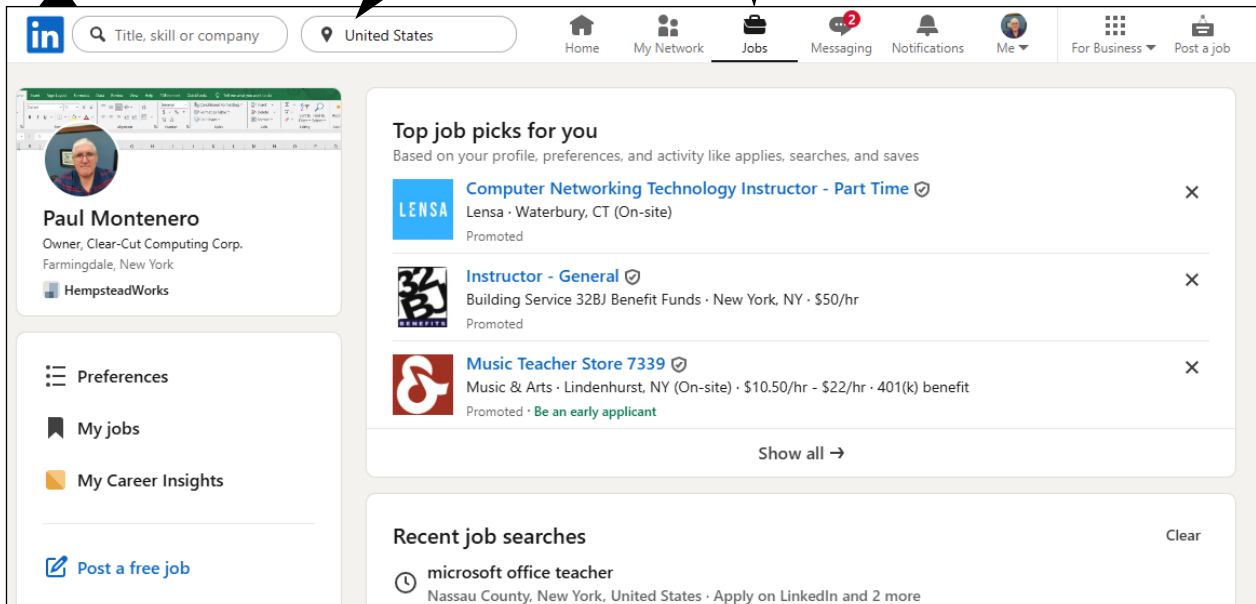 in
Title, skill or company
United States
Home
My Network
Jobs
2
Messaging
Notifications
Me
For Business
Post a job
Paul Montenero
Owner, Clear-Cut Computing Corp.
Farmingdale, New York
HempsteadWorks
Preferences
My jobs
My Career Insights
Post a free job
Top job picks for you
Based on your profile, preferences, and activity like applies, searches, and saves
LENSA
Computer Networking Technology Instructor - Part Time
Lensa · Waterbury, CT (On-site)
Promoted
32
BJ
BENEFITS
Instructor - General
Building Service 32BJ Benefit Funds · New York, NY · $50/hr
Promoted
Music Teacher Store 7339
Music & Arts · Lindenhurst, NY (On-site) · $10.50/hr - $22/hr · 401(k) benefit
Promoted · Be an early applicant
Show all →
Recent job searches
Clear
microsoft office teacher
Nassau County, New York, United States · Apply on LinkedIn and 2 more